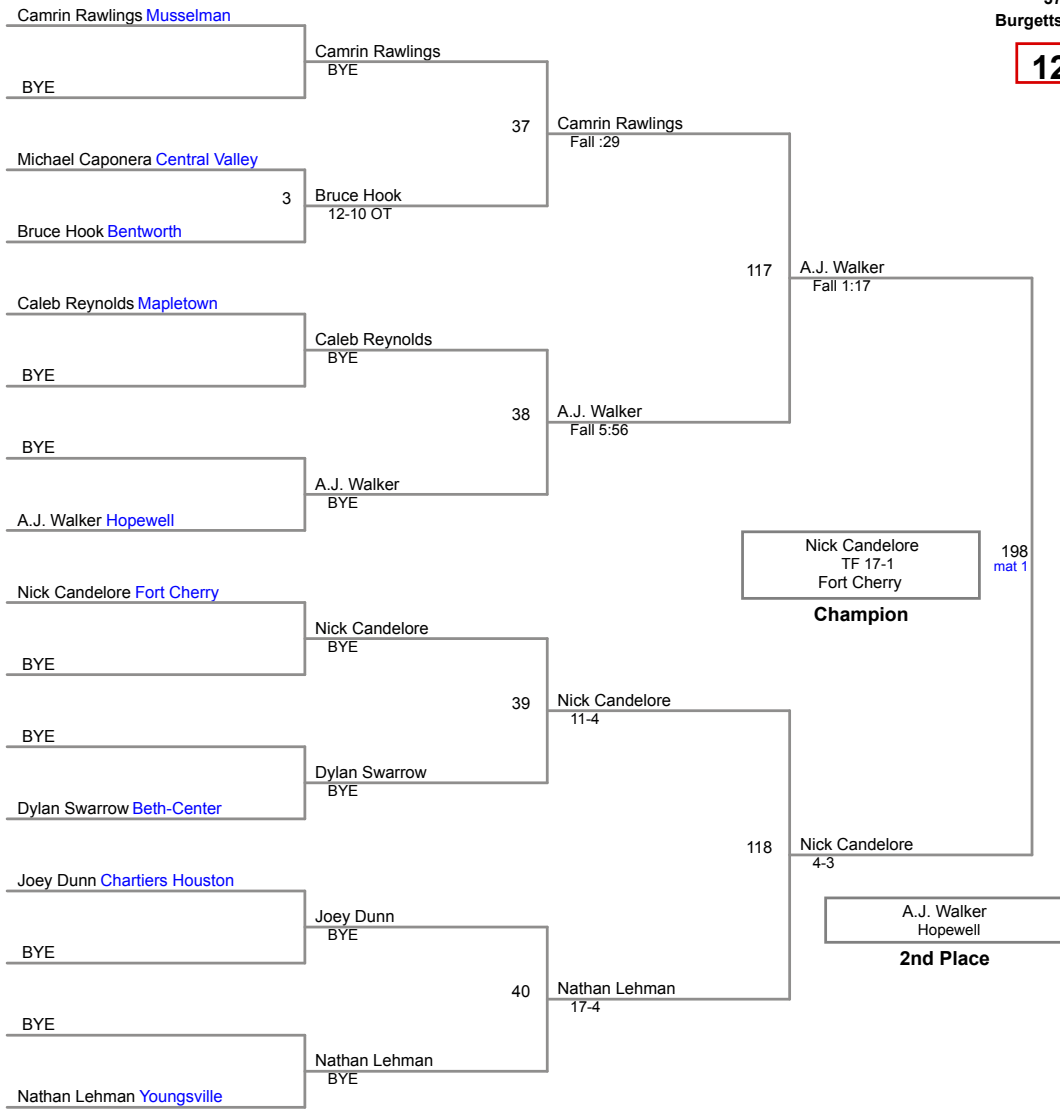 Camrin Rawlings Musselman
BYE
Michael Caponera Central Valley
3
Bruce Hook Bentworth
Caleb Reynolds Mapletown
BYE
BYE
A.J. Walker Hopewell
Nick Candelore Fort Cherry
BYE
BYE
Dylan Swarrow Beth-Center
Joey Dunn Chartiers Houston
BYE
BYE
Nathan Lehman Youngsville
Camrin Rawlings
BYE
Bruce Hook
12-10 OT
Caleb Reynolds
BYE
A.J. Walker
BYE
Nick Candelore
BYE
Dylan Swarrow
BYE
Joey Dunn
BYE
Nathan Lehman
BYE
37
38
39
40
Camrin Rawlings
Fall :29
A.J. Walker
Fall 5:56
Nick Candelore
11-4
Nathan Lehman
17-4
117
118
A.J. Walker
Fall 1:17
Nick Candelore
4-3
198
mat 1
Nick Candelore
TF 17-1
Fort Cherry
Champion
A.J. Walker
Hopewell
2nd Place
Burgetts
12